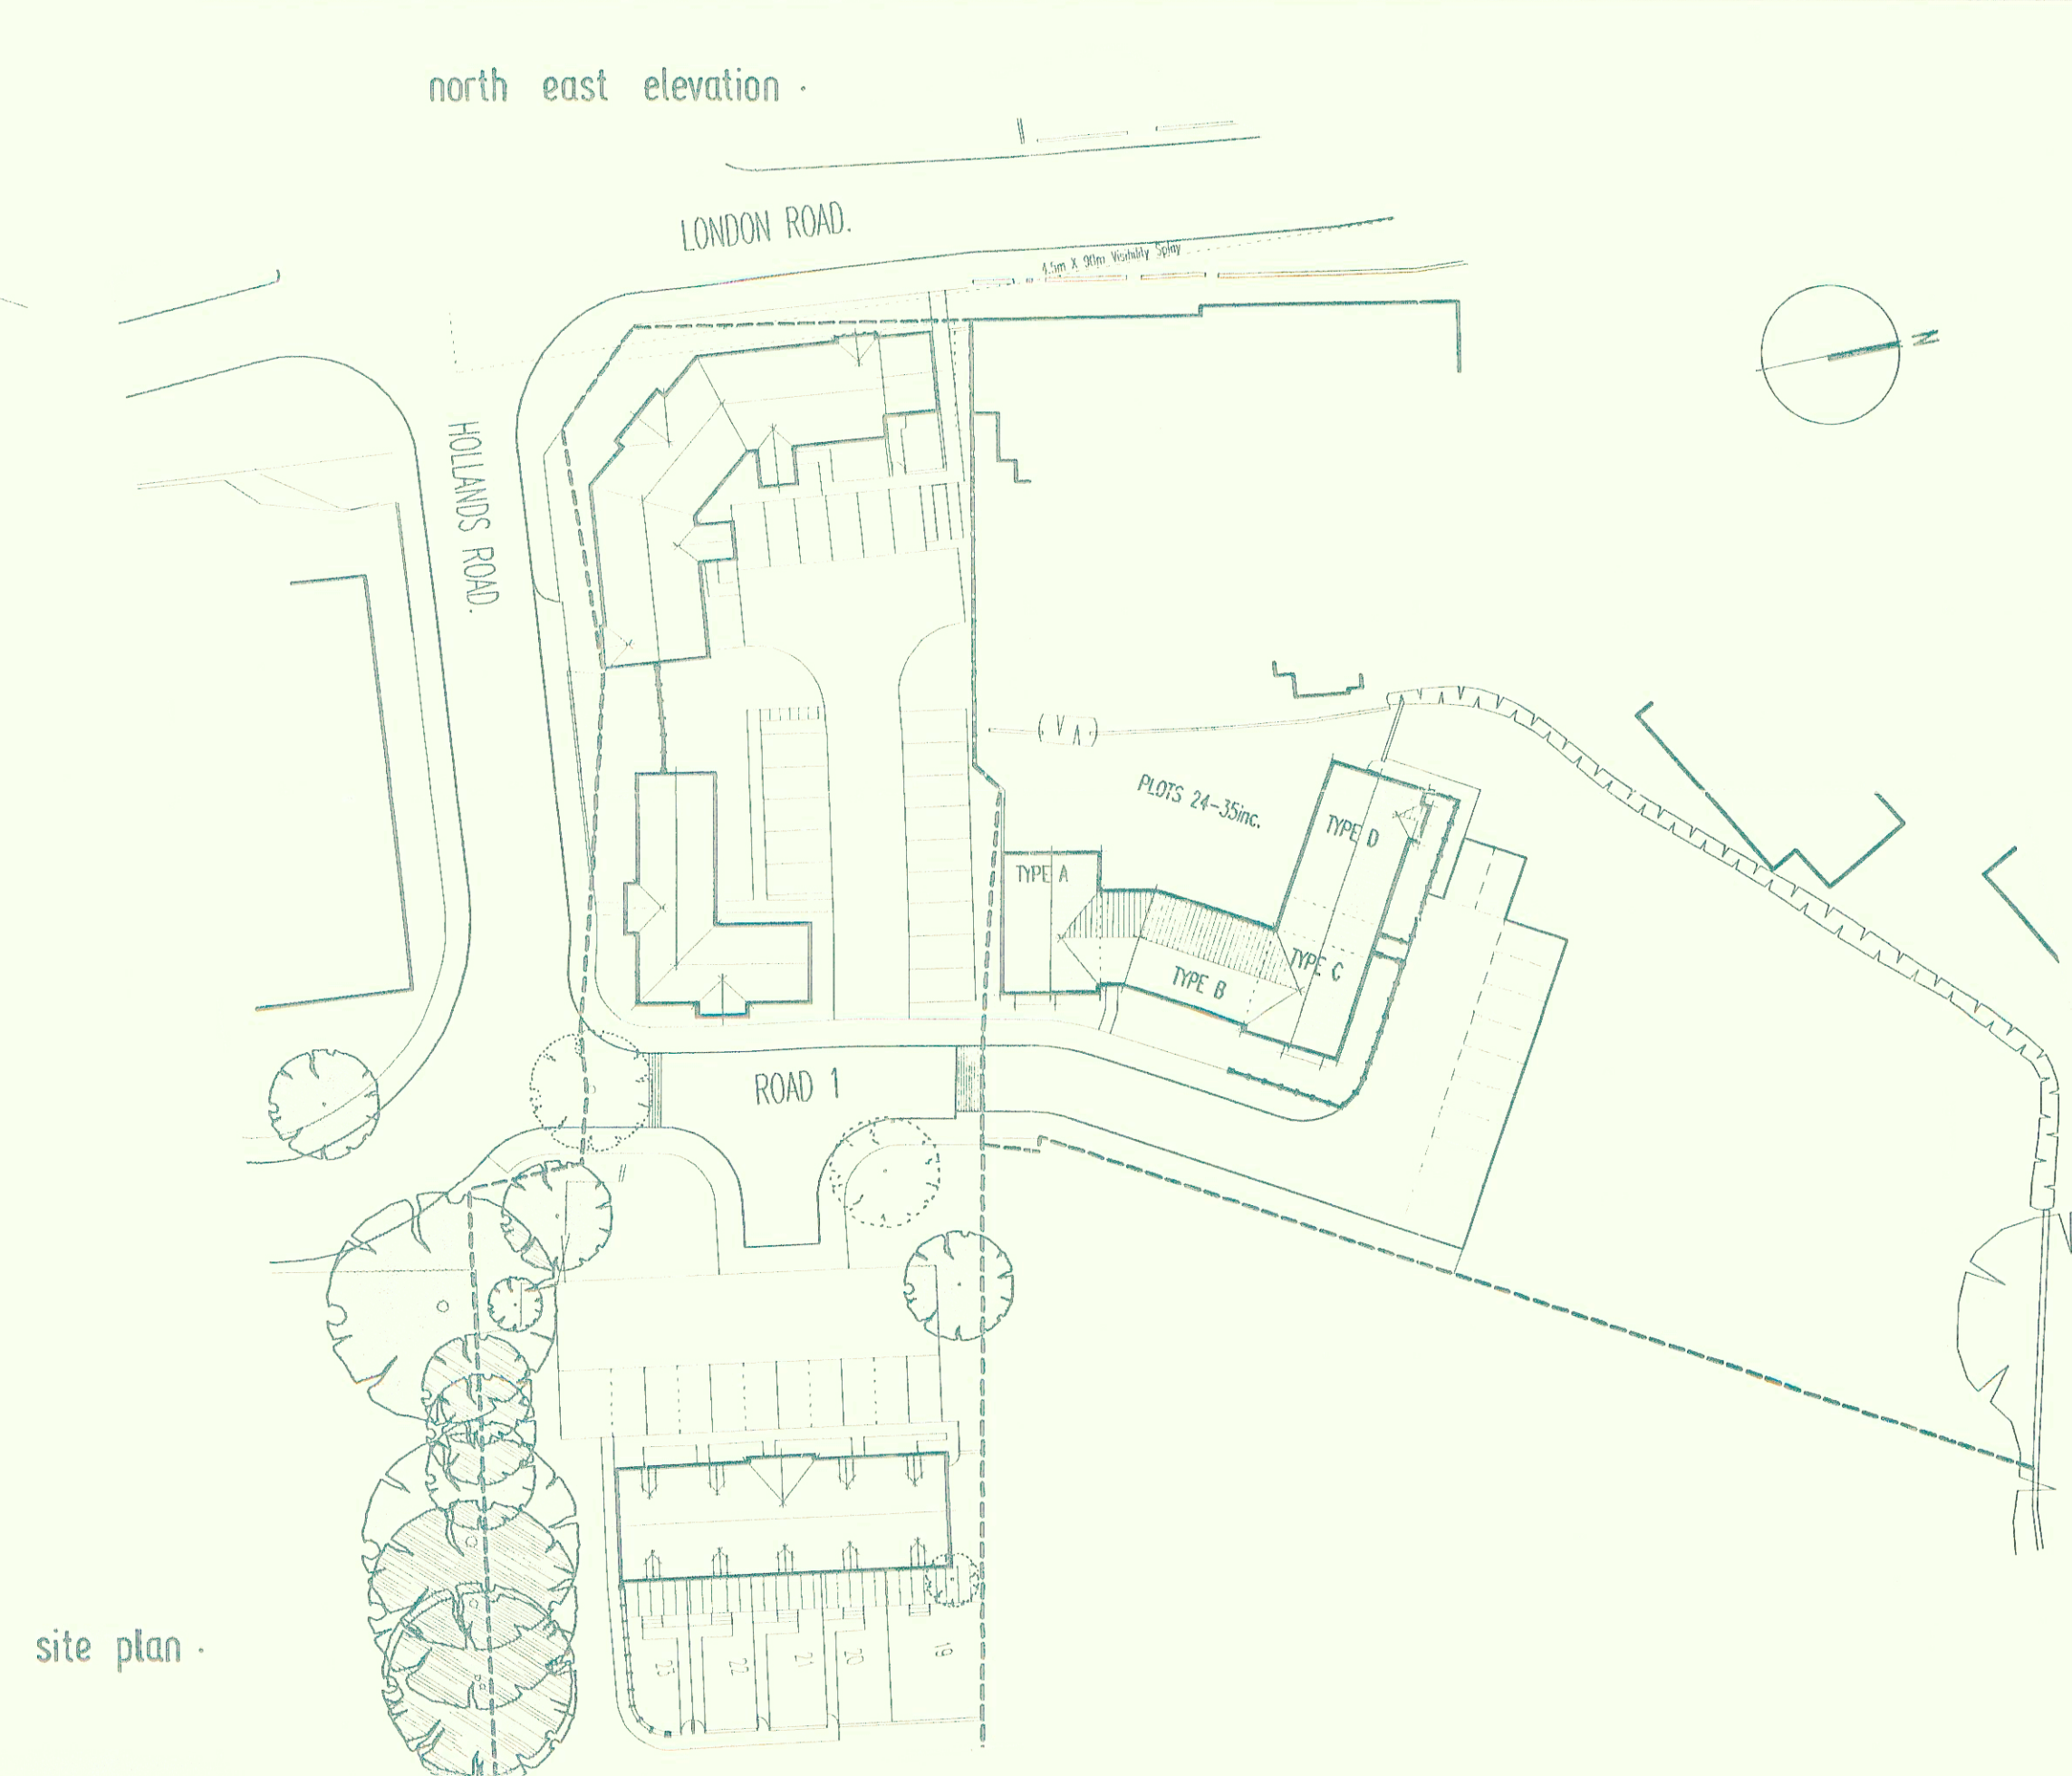 north east elevation .
LONDON ROAD.
4.5m X 90m Visibility Splay
N
HOLLANDS ROAD.
PLOTS 24-35inc.
TYPE D
TYPE A
TYPE C
TYPE B
ROAD 1
site plan .
23
22
21
20
19